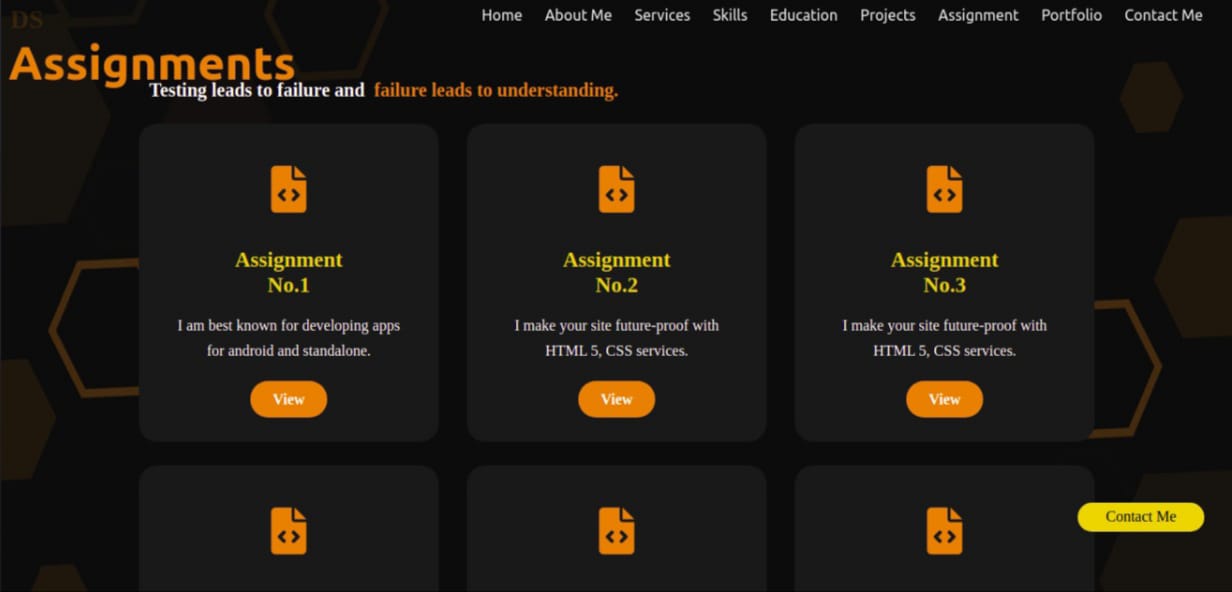 DS
Home About Me Services Skills Education Projects Assignment Portfolio Contact Me
Assignments
Testing leads to failure and failure leads to understanding.
Assignment
No.1
I am best known for developing apps
for android and standalone.
View
Assignment
No.2
I make your site future-proof with
HTML 5, CSS services.
View
Assignment
No.3
I make your site future-proof with
HTML 5, CSS services.
View
Contact Me